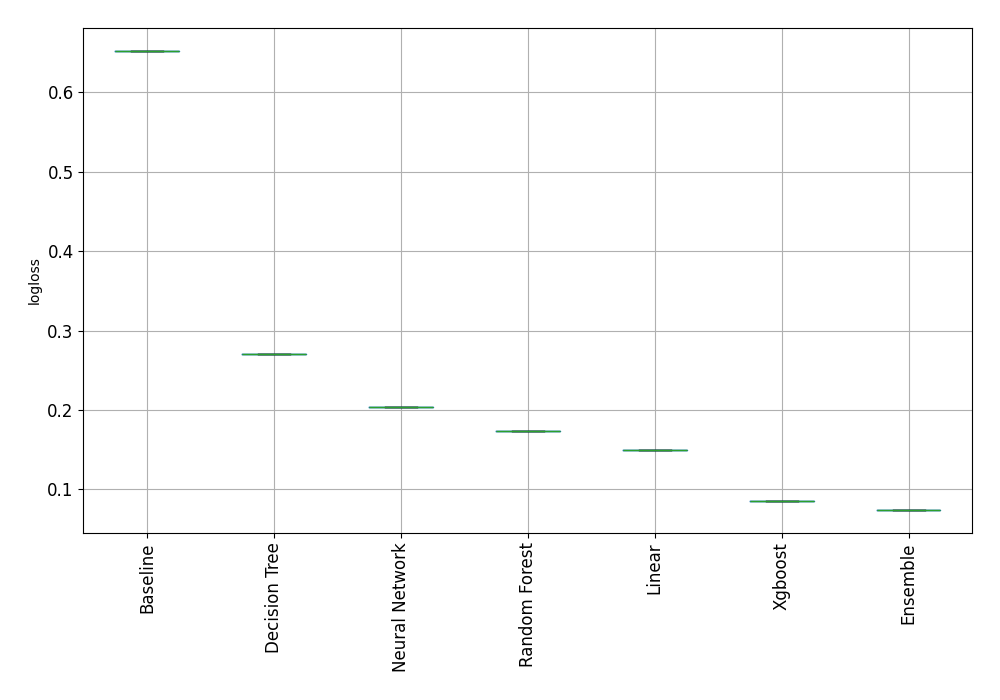 0.6
0.5
0.4
0.3
0.2
0.1
logloss
Baseline
Decision Tree
Neural Network
Random Forest
Linear
Xgboost
Ensemble